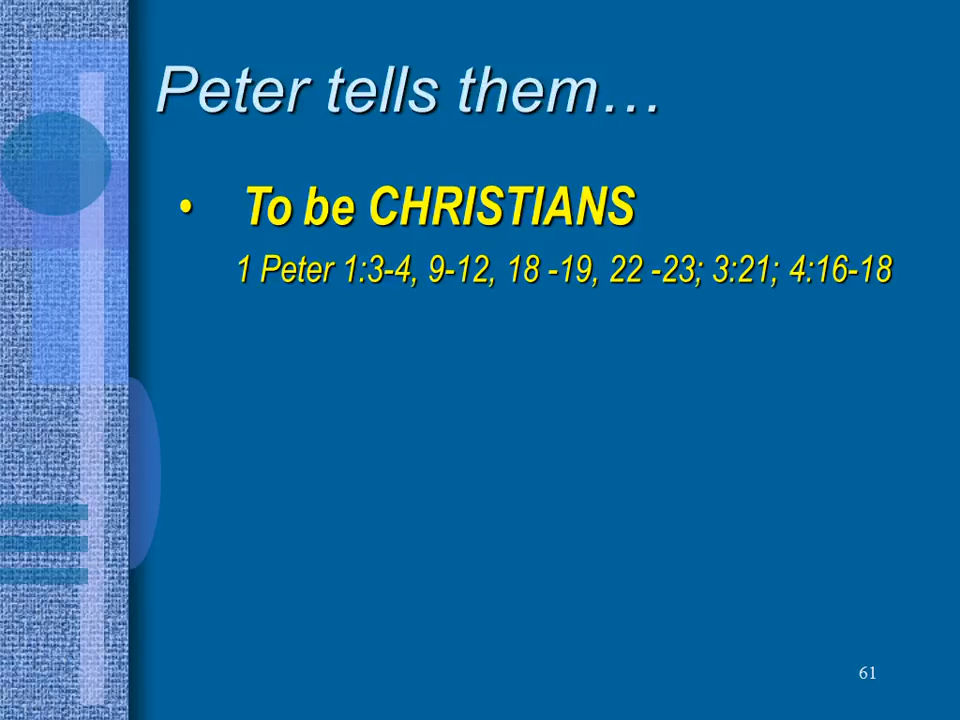 Peter tells them…
• To be CHRISTIANS
1 Peter 1:3-4, 9-12, 18 -19, 22 -23; 3:21; 4:16-18
61